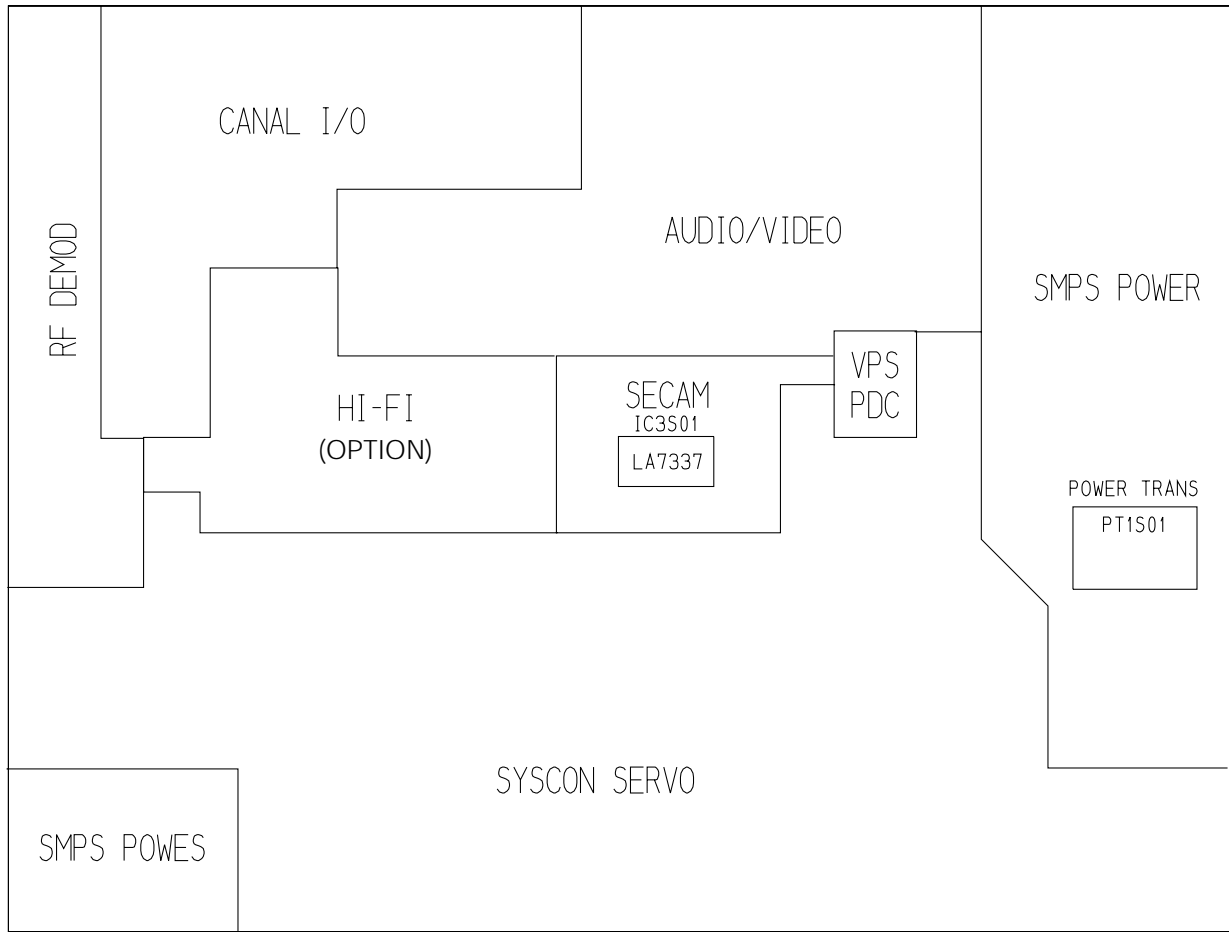 CANAL I/O
RF DEMOD
AUDIO/VIDEO
SMPS POWER
HI-FI
(OPTION)
SECAM
IC3S01
LA7337
VPS
PDC
POWER TRANS
PT1S01
SYSCON SERVO
SMPS POWES